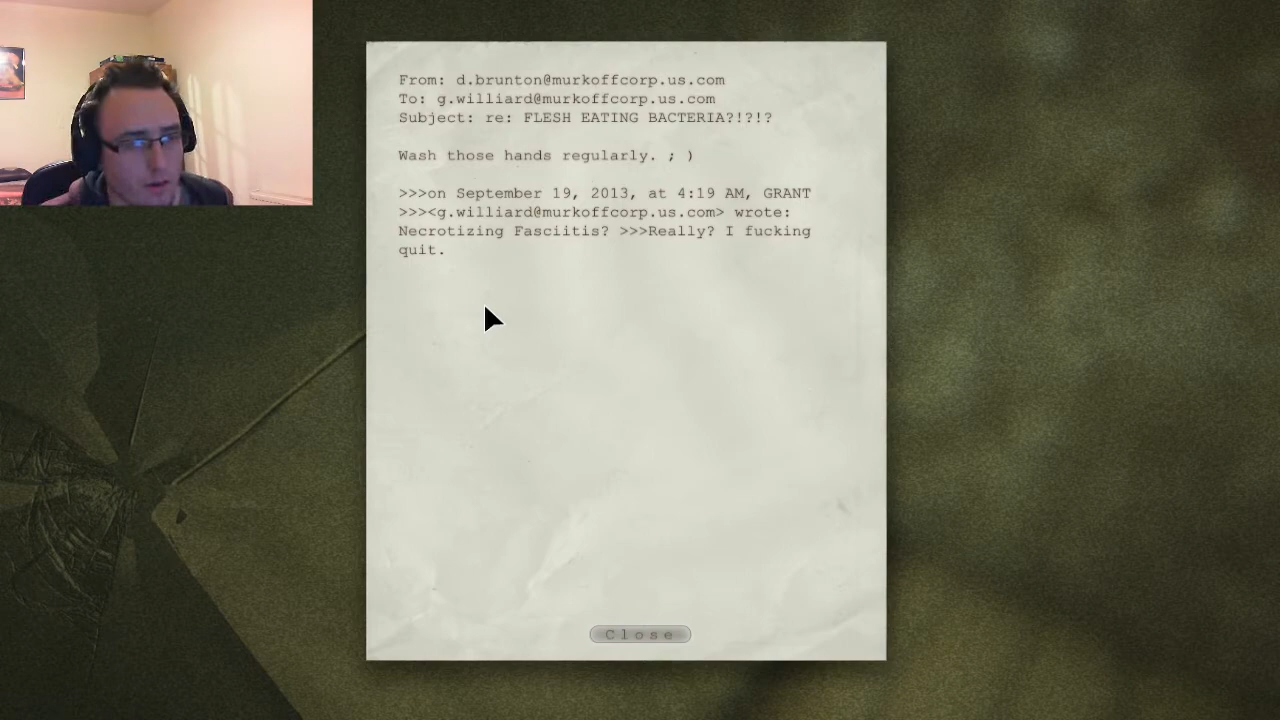 From: d.brunton@murkoffcorp.us.com
To: g.williard@murkoffcorp.us.com
Subject: re: FLESH EATING BACTERIA?!?!?
Wash those hands regularly. ; )
>>>on September 19, 2013, at 4:19 AM, GRANT
>>><g.williard@murkoffcorp.us.com> wrote:
Necrotizing Fasciitis? >>>Really? I fucking
quit.
Close